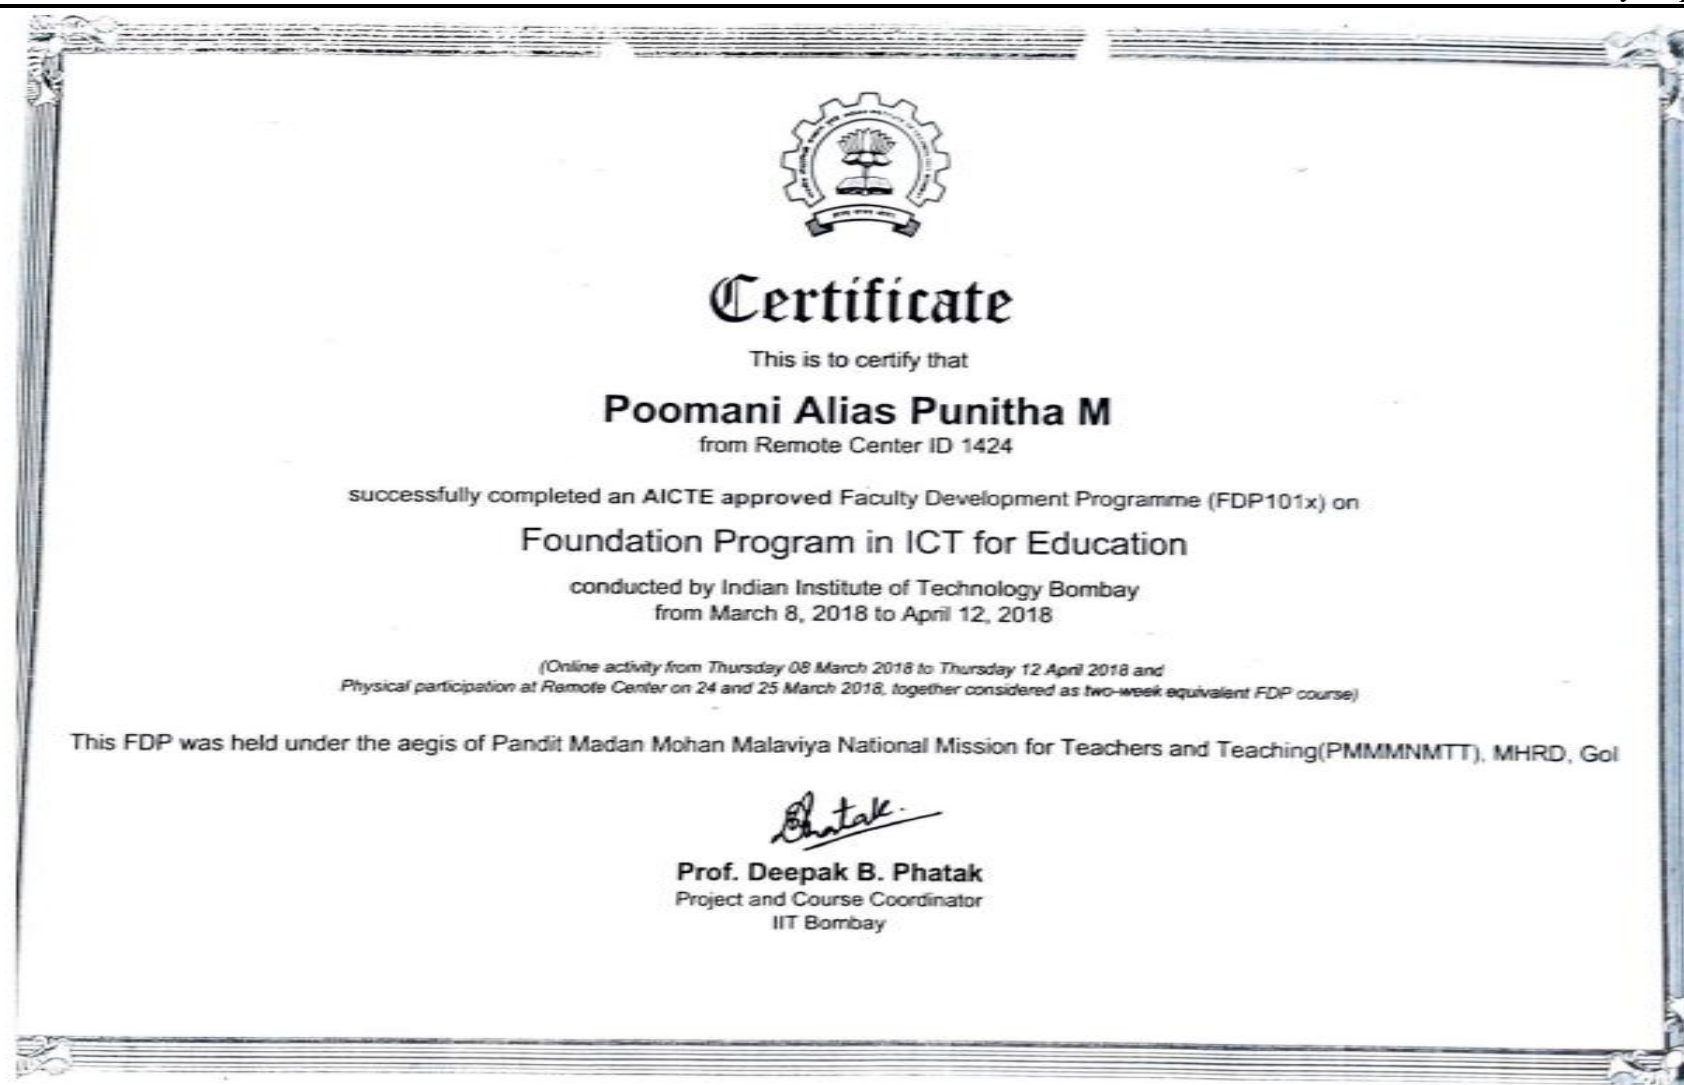 Certificate
This is to certify that
Poomani Alias Punitha M
from Remote Center ID 1424
successfully completed an AICTE approved Faculty Development Programme (FDP101x) on
Foundation Program in ICT for Education
conducted by Indian Institute of Technology Bombay
from March 8, 2018 to April 12, 2018
(Online activity from Thursday 08 March 2018 to Thursday 12 April 2018 and
Physical participation at Remote Center on 24 and 25 March 2018, together considered as two-week equivalent FDP course)
This FDP was held under the aegis of Pandit Madan Mohan Malaviya National Mission for Teachers and Teaching(PMMMNMTT), MHRD, GoI
Phatak.
Prof. Deepak B. Phatak
Project and Course Coordinator
IIT Bombay